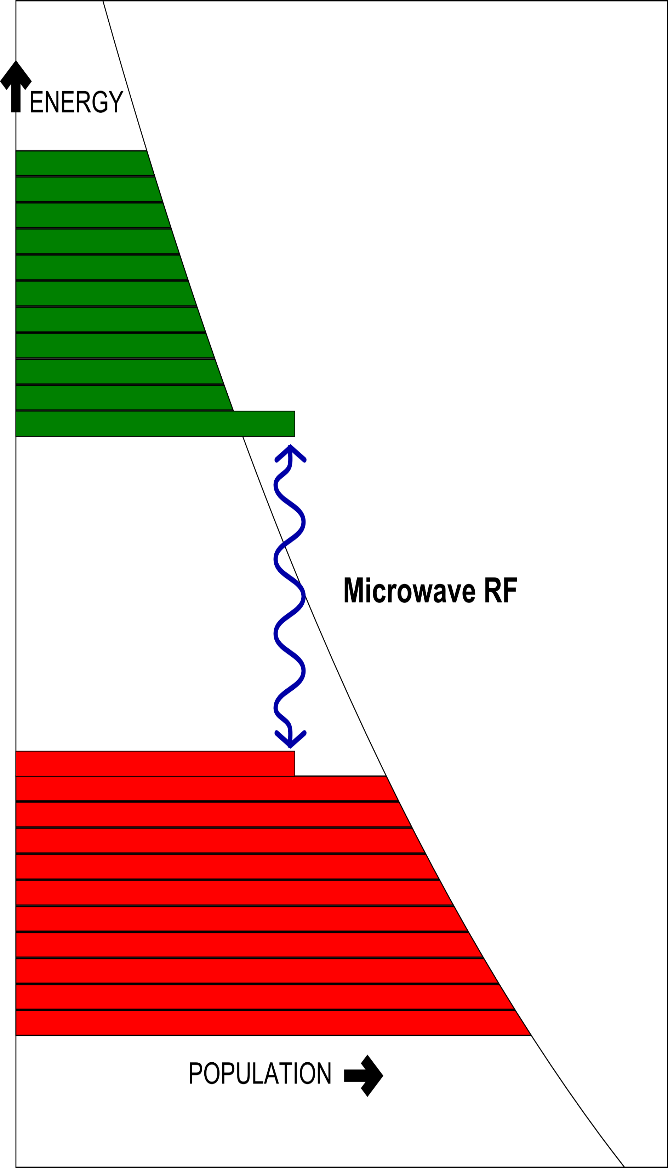 ENERGY
Microwave RF
POPULATION